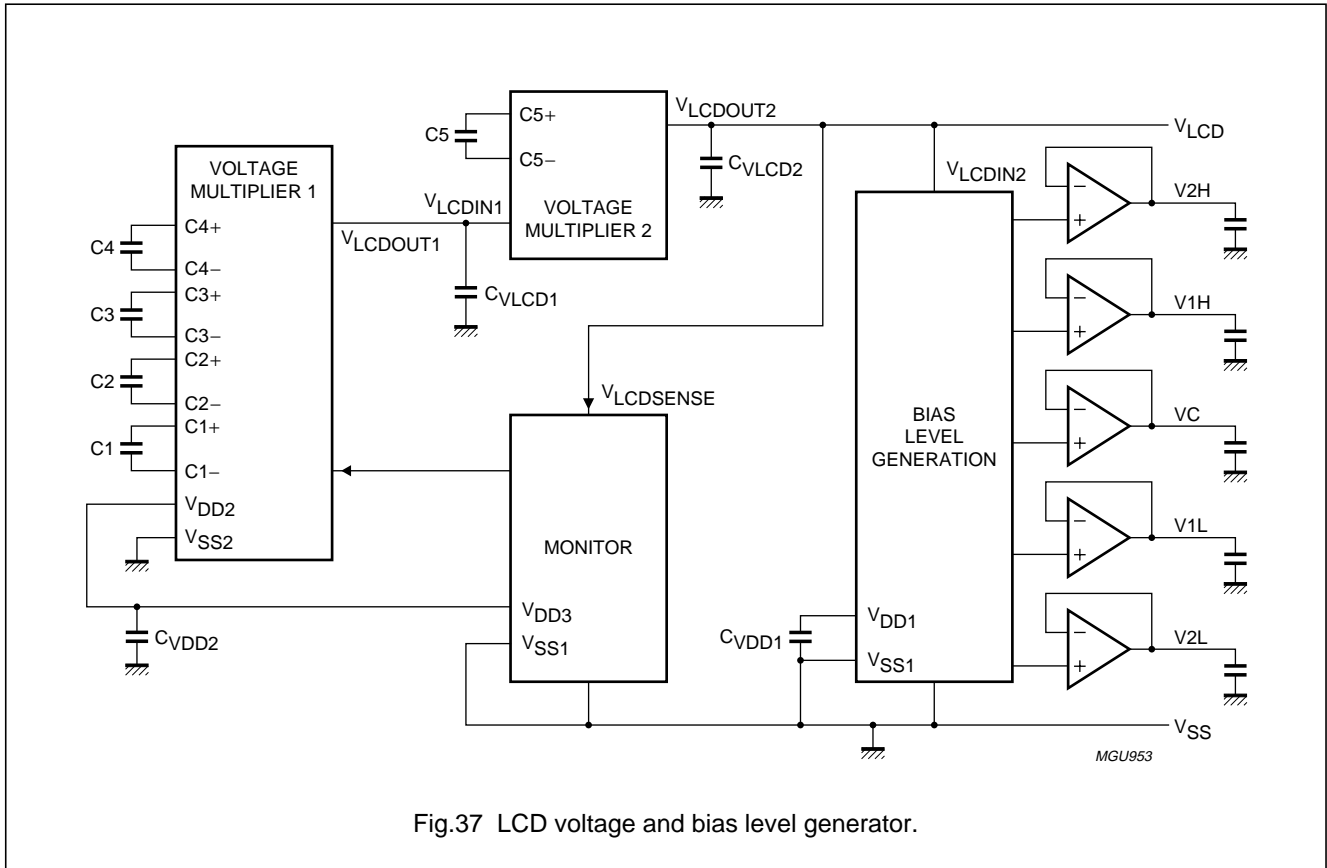 VOLTAGE
MULTIPLIER 1
C4+
C4−
C3+
C3−
C2+
C2−
C1+
C1−
VDD2
VSS2
C4
C3
C2
C1
VLCDOUT1
VLCDIN1
CVLCD1
C5
C5+
C5−
VOLTAGE
MULTIPLIER 2
VLCDOUT2
CVLCD2
VLCDSENSE
MONITOR
VDD3
VSS1
CVDD2
VLCDIN2
BIAS
LEVEL
GENERATION
VDD1
VSS1
CVDD1
VLCD
−
+
V2H
−
+
V1H
−
+
VC
−
+
V1L
−
+
V2L
VSS
MGU953
Fig.37 LCD voltage and bias level generator.